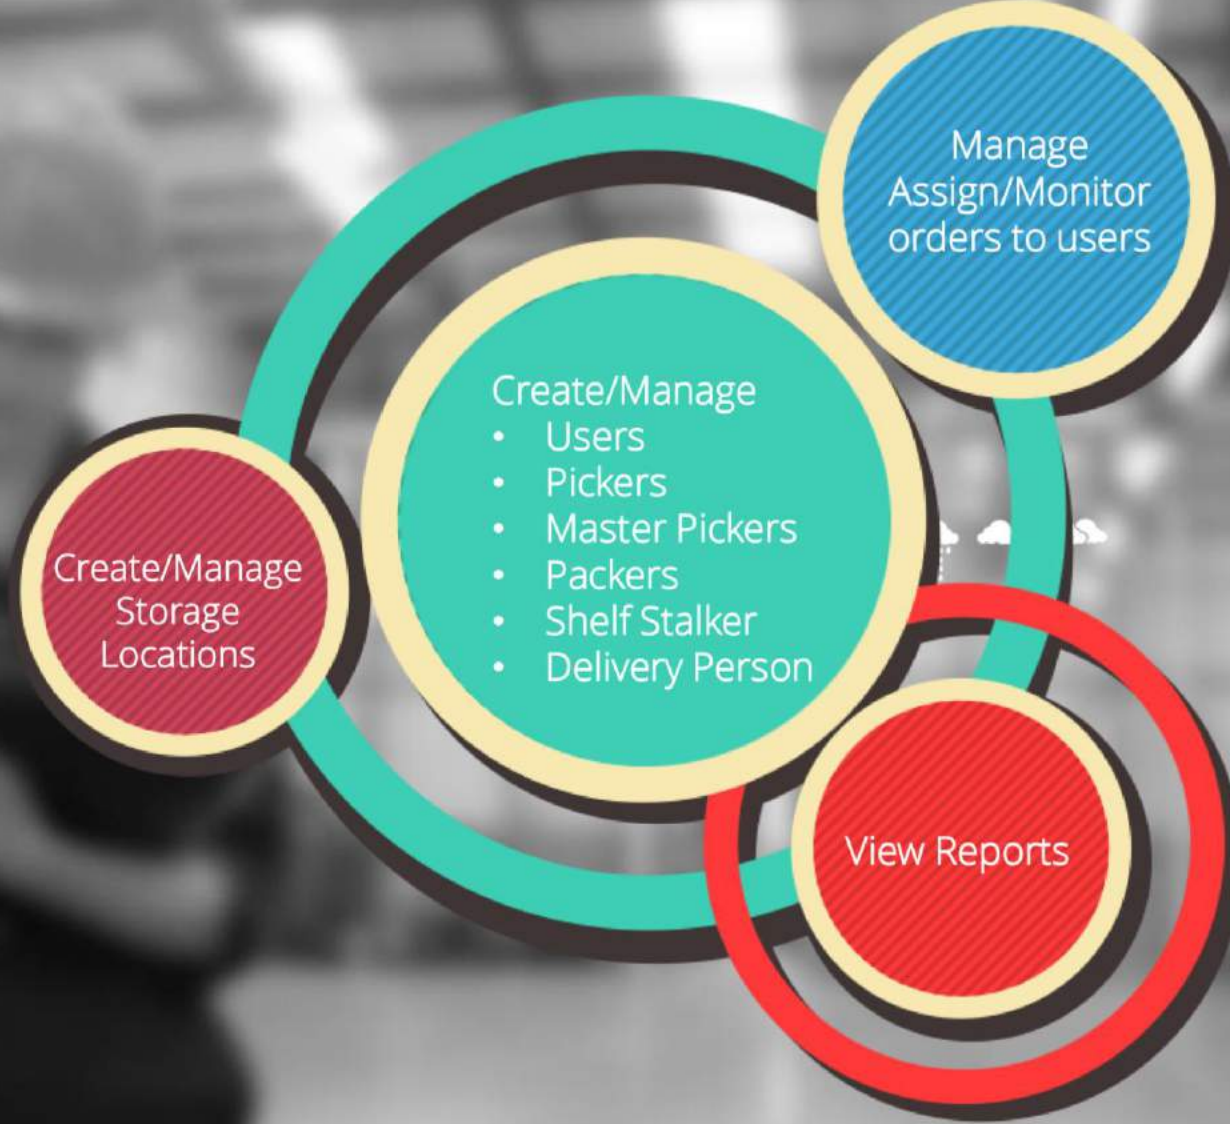 Manage
Assign/Monitor
orders to users
Create/Manage
• Users
• Pickers
• Master Pickers
• Packers
• Shelf Stalker
• Delivery Person
Create/Manage
Storage
Locations
View Reports